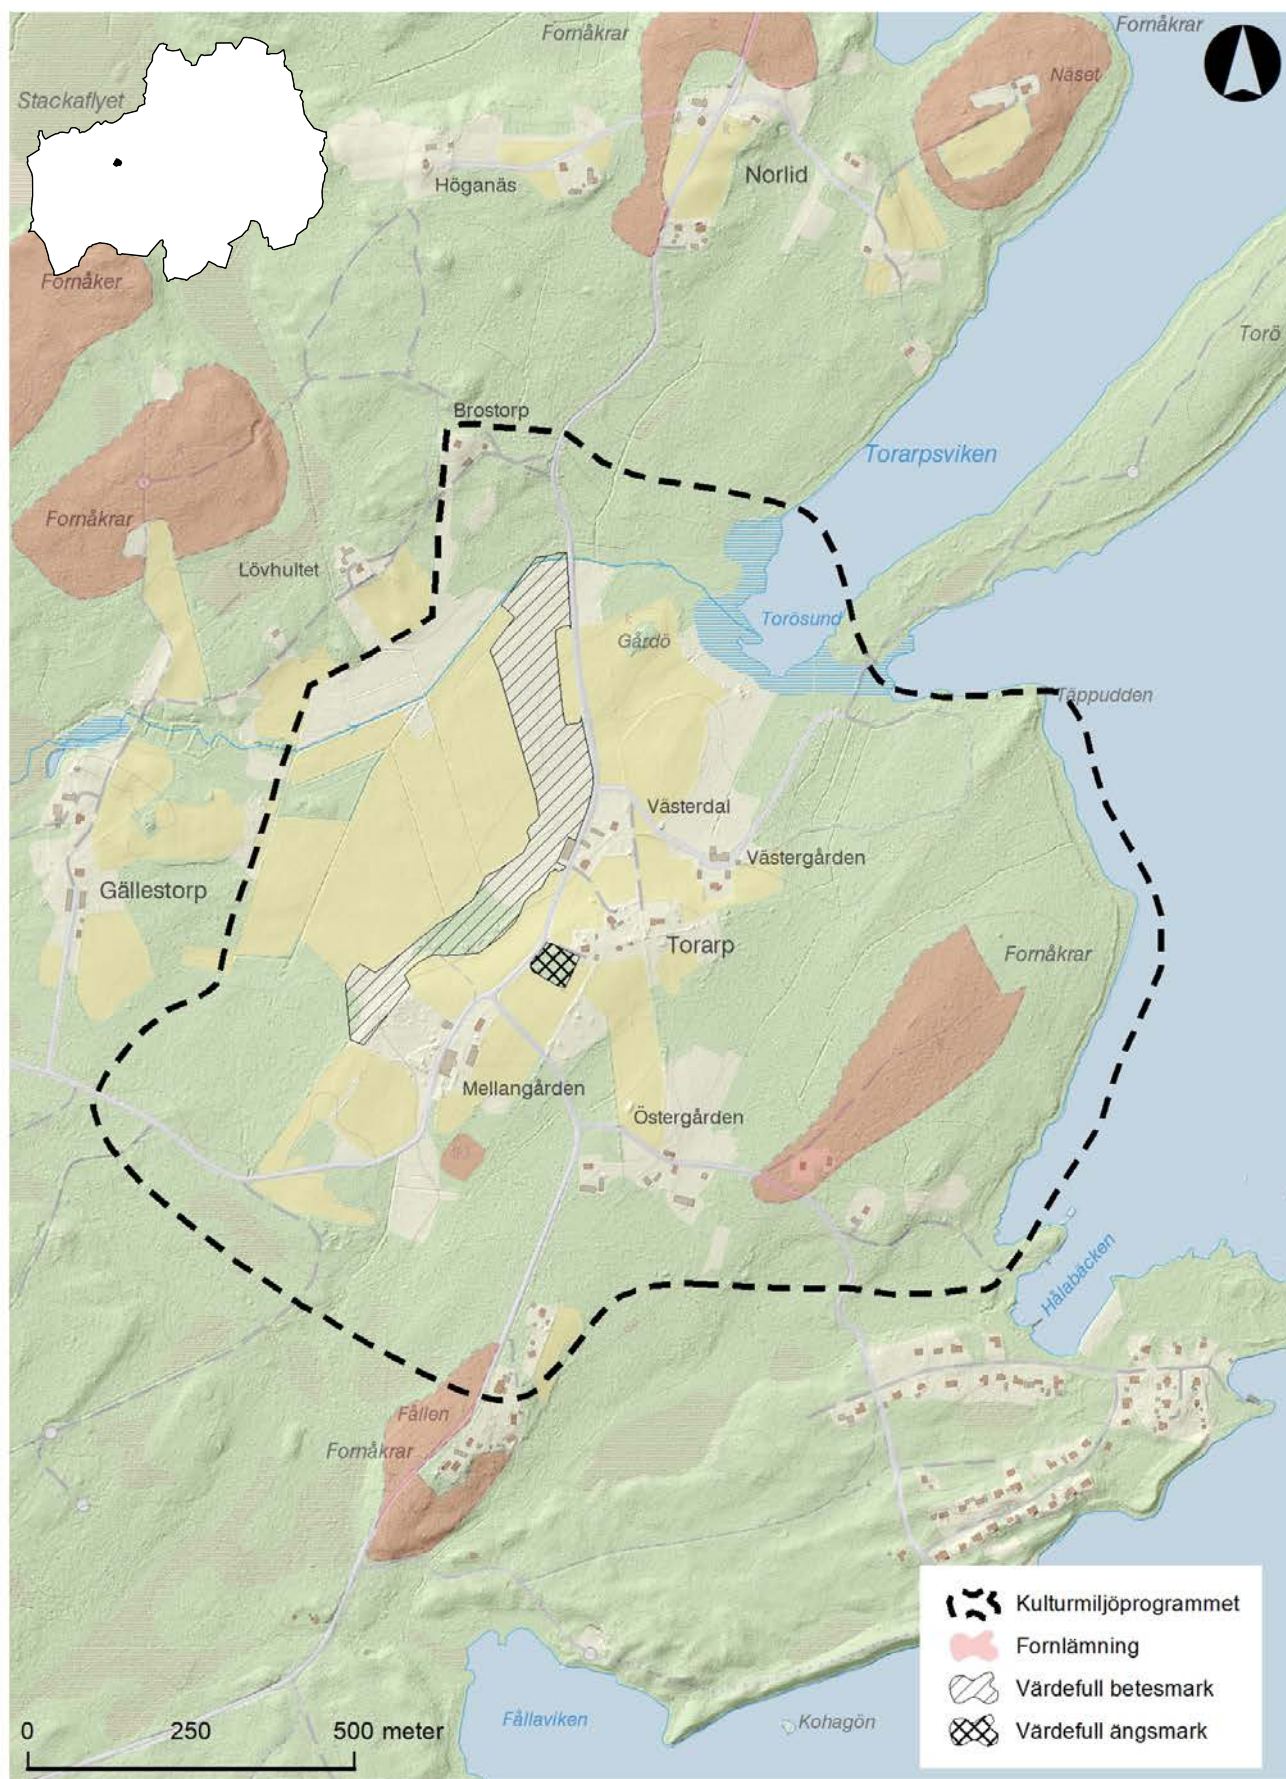 Fornåkrar
Fornåkrar
Stackaflyet
Näset
Höganäs
Norlid
Fornåker
Torö
Brostorp
Torarpsviken
Fornåkrar
Lövhultet
Torösund
Gårdö
Täppudden
Västerdal
Västergården
Gällestorp
Torarp
Fornåkrar
Mellangården
Östergården
Hålabäcken
Fållen
Fornåkrar
Fållaviken
Kohagön
0 250 500 meter
Kulturmiljöprogrammet
Fornlämning
Värdefull betesmark
Värdefull ängsmark